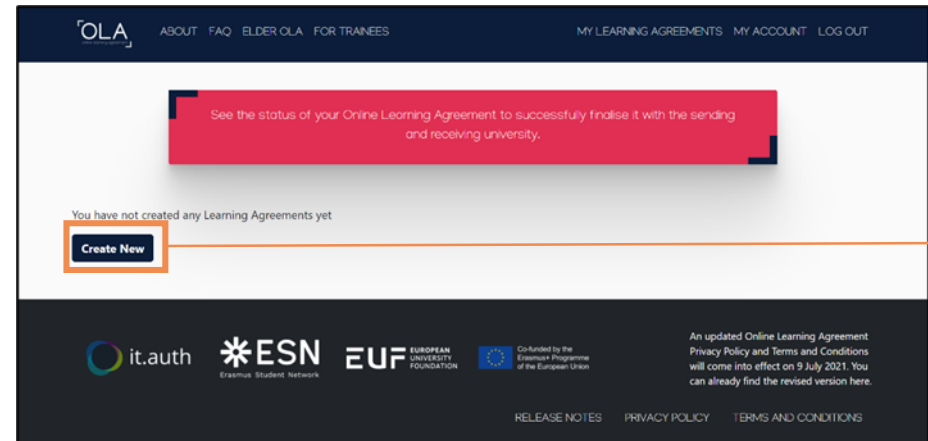 OLA
ABOUT FAQ ELDER OLA FOR TRAINEES
MY LEARNING AGREEMENTS MY ACCOUNT LOG OUT
See the status of your Online Learning Agreement to successfully finalise it with the sending
and receiving university.
You have not created any Learning Agreements yet
Create New
it.auth
ESN
Erasmus Student Network
EUF
EUROPEAN
UNIVERSITY
FOUNDATION
Co-funded by the
Erasmus+ Programme
of the European Union
An updated Online Learning Agreement
Privacy Policy and Terms and Conditions
will come into effect on 9 July 2021. You
can already find the revised version here.
RELEASE NOTES PRIVACY POLICY TERMS AND CONDITIONS